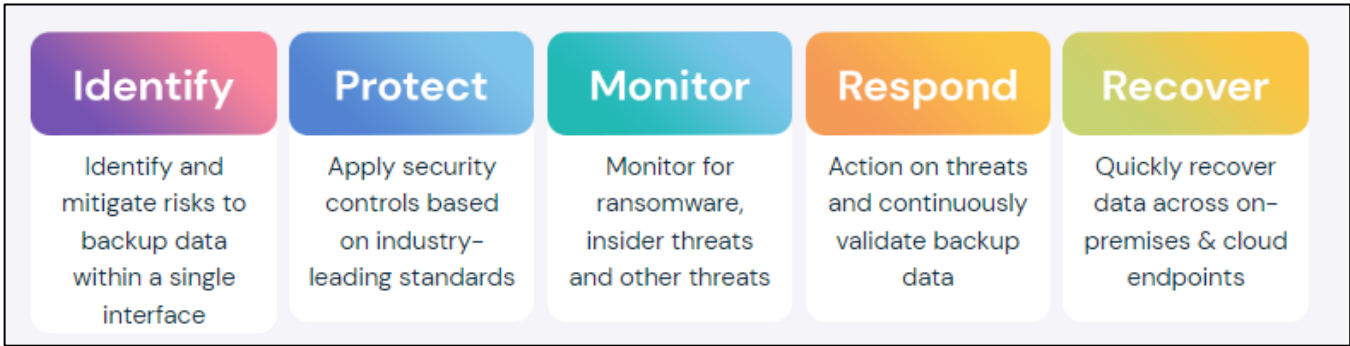 Identify
Identify and
mitigate risks to
backup data
within a single
interface
Protect
Apply security
controls based
on industry-
leading standards
Monitor
Monitor for
ransomware,
insider threats
and other threats
Respond
Action on threats
and continuously
validate backup
data
Recover
Quickly recover
data across on-
premises & cloud
endpoints